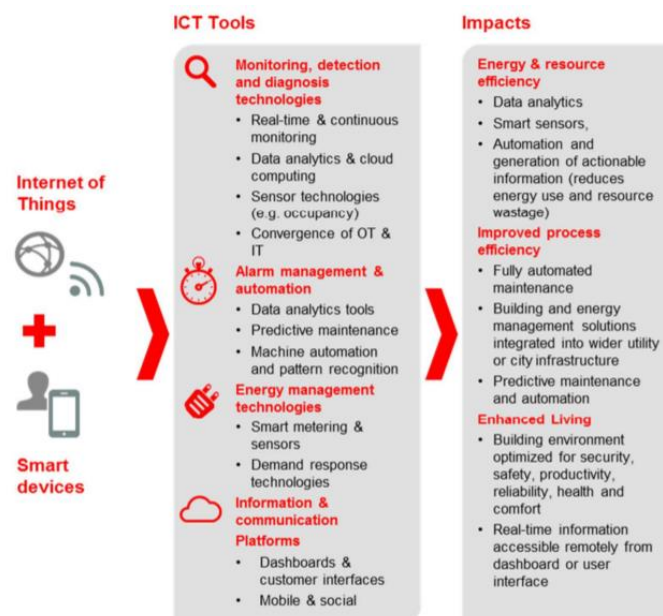 ICT Tools
Impacts
Internet of
Things
Smart
devices
Monitoring, detection
and diagnosis
technologies
• Real-time & continuous
monitoring
• Data analytics & cloud
computing
• Sensor technologies
(e.g. occupancy)
• Convergence of OT &
IT
Alarm management &
automation
• Data analytics tools
• Predictive maintenance
• Machine automation
and pattern recognition
Energy management
technologies
• Smart metering &
sensors
• Demand response
technologies
Information &
communication
Platforms
• Dashboards &
customer interfaces
• Mobile & social
Energy & resource
efficiency
• Data analytics
• Smart sensors,
• Automation and
generation of actionable
information (reduces
energy use and resource
wastage)
Improved process
efficiency
• Fully automated
maintenance
• Building and energy
management solutions
integrated into wider utility
or city infrastructure
• Predictive maintenance
and automation
Enhanced Living
• Building environment
optimized for security,
safety, productivity,
reliability, health and
comfort
• Real-time information
accessible remotely from
dashboard or user
interface